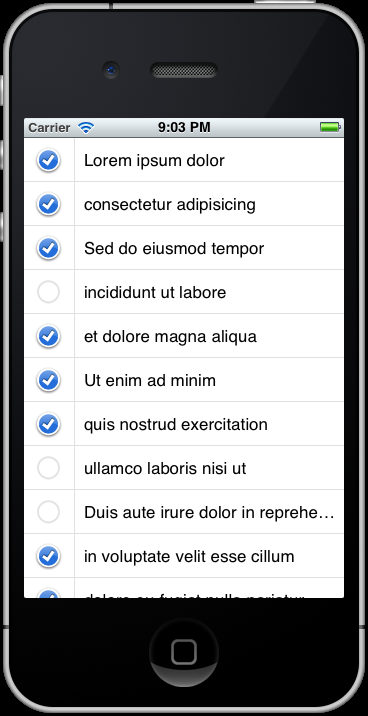 Carrier 9:03 PM
Lorem ipsum dolor
consectetur adipisicing
Sed do eiusmod tempor
incididunt ut labore
et dolore magna aliqua
Ut enim ad minim
quis nostrud exercitation
ullamco laboris nisi ut
Duis aute irure dolor in reprehe…
in voluptate velit esse cillum